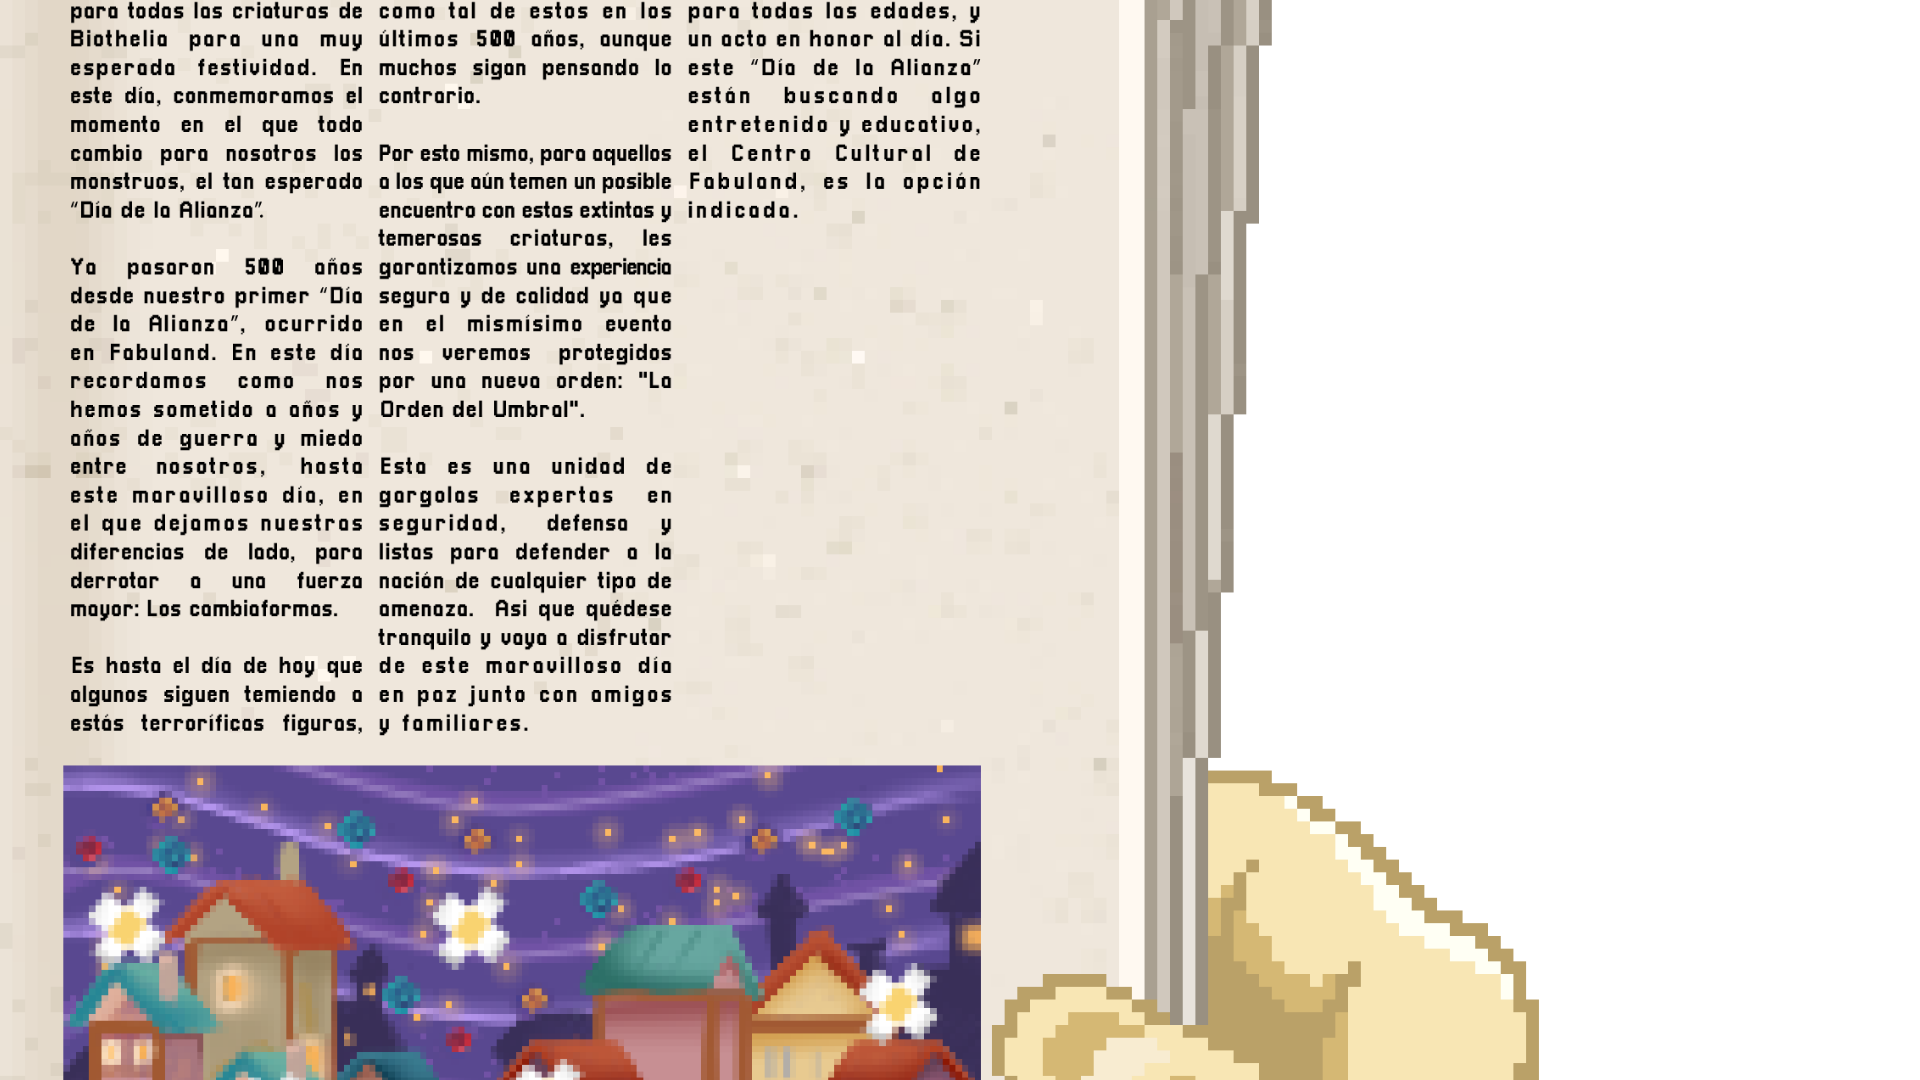 para todas las criaturas de
Biathelia para una muy
esperada festividad. En
este día, conmemoramos el
momento en el que todo
cambio para nosotros los
monstruos, el tan esperado
“Día de la Alianza”.
Ya pasaron 500 años
desde nuestro primer “Día
de la Alianza”, ocurrido
en Fabuland. En este día
recordamos como nos
hemos sometido a años y
años de guerra y miedo
entre nosotros, hasta
este maravilloso día, en
el que dejamos nuestras
diferencias de lado, para
derrotar a una fuerza
mayor: Los cambiaformas.
Es hasta el día de hoy que
algunos siguen temiendo a
estás terroríficas figuras,
como tal de estos en los
últimos 500 años, aunque
muchos sigan pensando lo
contrario.
Por esto mismo, para aquellos
a los que aún temen un posible
encuentro con estas extintas y
temerosas criaturas, les
garantizamos una experiencia
segura y de calidad ya que
en el mismísimo evento
nos veremos protegidos
por una nueva orden: "La
Orden del Umbral".
Esta es una unidad de
gargolas expertas en
seguridad, defensa y
listas para defender a la
nación de cualquier tipo de
amenaza. Asi que quédese
tranquilo y vaya a disfrutar
de este maravilloso día
en paz junto con amigos
y familiares.
para todas las edades, y
un acto en honor al día. Si
este “Día de la Alianza”
están buscando algo
entretenido y educativo,
el Centro Cultural de
Fabuland, es la opción
indicada.